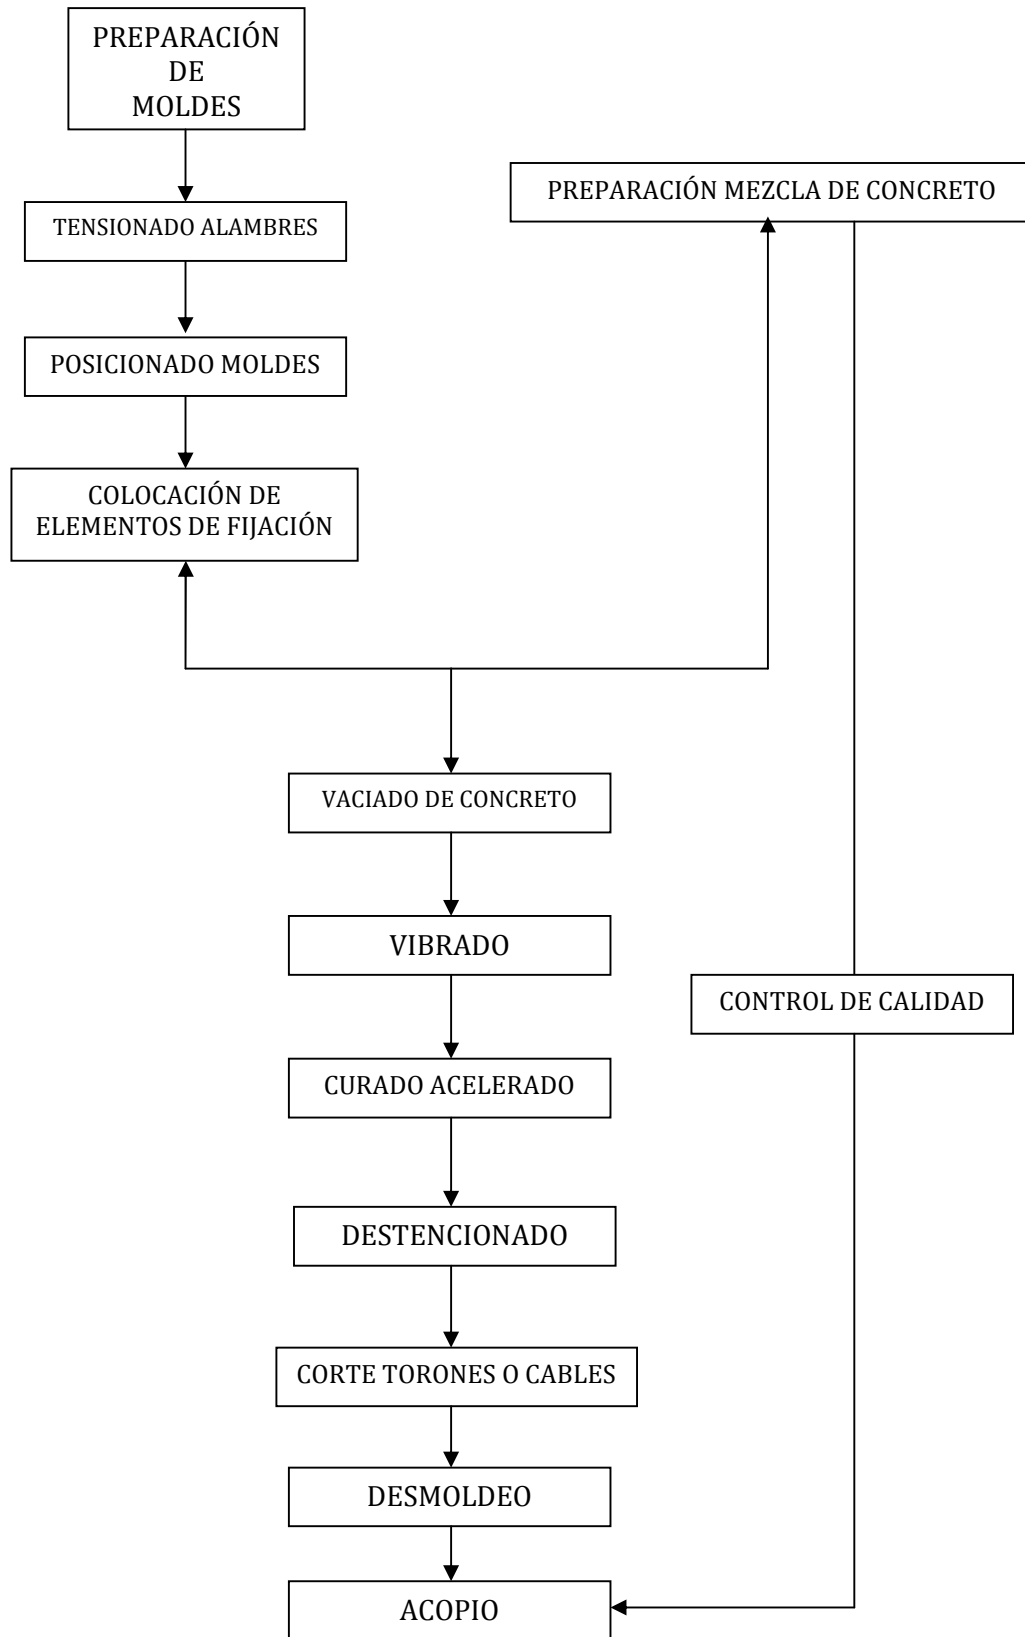 PREPARACIÓN
DE
MOLDES
PREPARACIÓN MEZCLA DE CONCRETO
TENSIONADO ALAMBRES
POSICIONADO MOLDES
COLOCACIÓN DE
ELEMENTOS DE FIJACIÓN
VACIADO DE CONCRETO
VIBRADO
CONTROL DE CALIDAD
CURADO ACELERADO
DESTENCIONADO
CORTE TORONES O CABLES
DESMOLDEO
ACOPIO